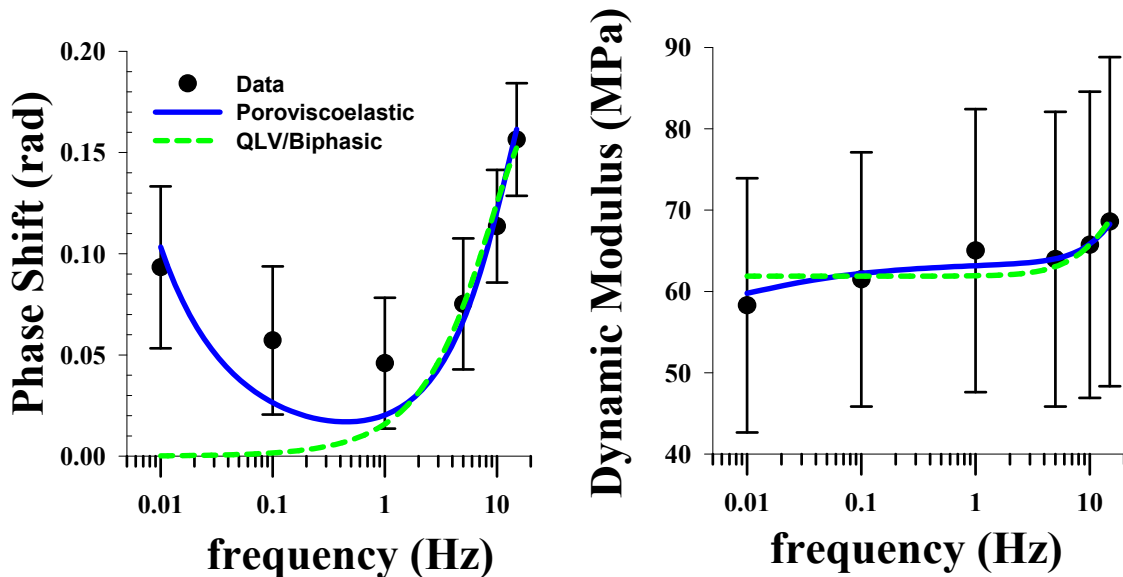 Phase Shift (rad)
0.20
0.15
0.10
0.05
0.00
Data
Poroviscoelastic
QLV/Biphasic
0.01
0.1
1
10
frequency (Hz)
Dynamic Modulus (MPa)
90
80
70
60
50
40
0.01
0.1
1
10
frequency (Hz)